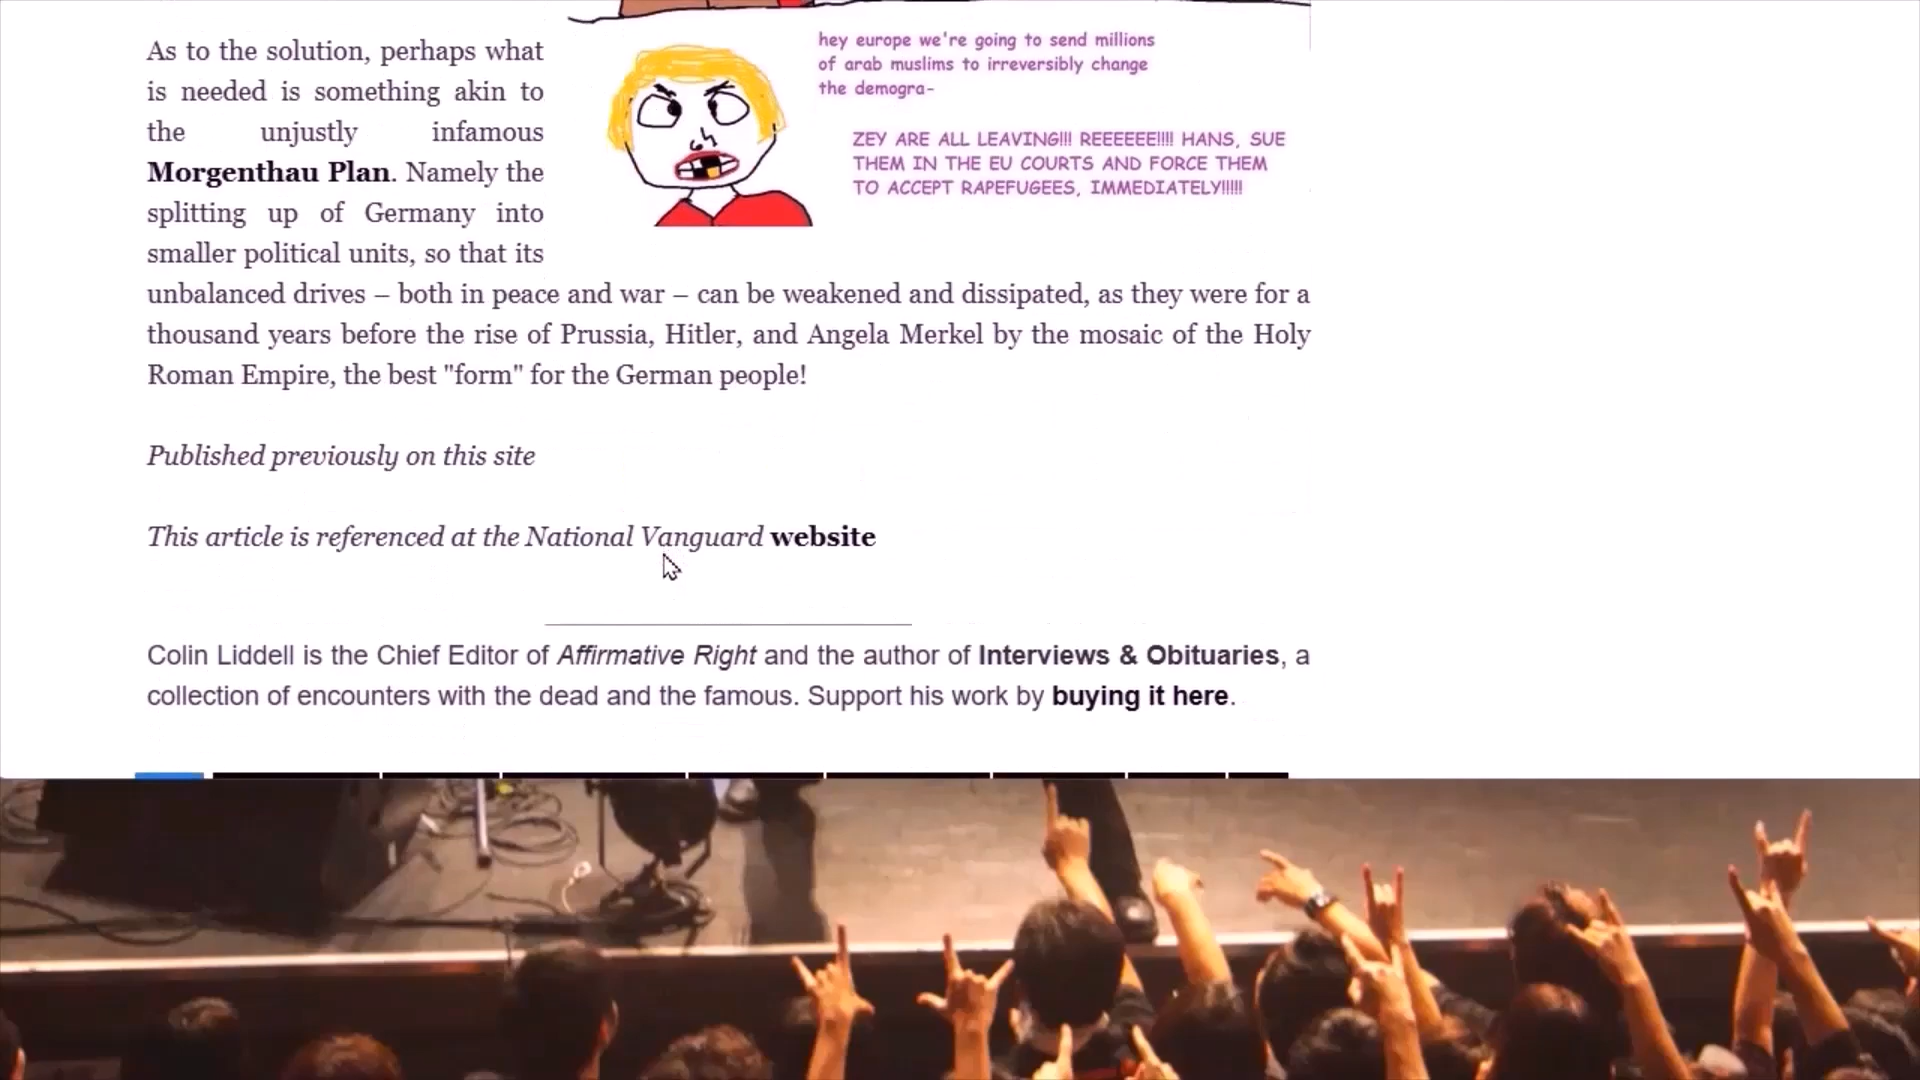 As to the solution, perhaps what
is needed is something akin to
the unjustly infamous
Morgenthau Plan. Namely the
splitting up of Germany into
smaller political units, so that its
unbalanced drives – both in peace and war – can be weakened and dissipated, as they were for a
thousand years before the rise of Prussia, Hitler, and Angela Merkel by the mosaic of the Holy
Roman Empire, the best "form" for the German people!
hey europe we're going to send millions
of arab muslims to irreversibly change
the demogra-
ZEY ARE ALL LEAVING!!! REEEEEE!!!! HANS, SUE
THEM IN THE EU COURTS AND FORCE THEM
TO ACCEPT RAPEFUGEES, IMMEDIATELY!!!!!
Published previously on this site
This article is referenced at the National Vanguard website
Colin Liddell is the Chief Editor of Affirmative Right and the author of Interviews & Obituaries, a
collection of encounters with the dead and the famous. Support his work by buying it here.